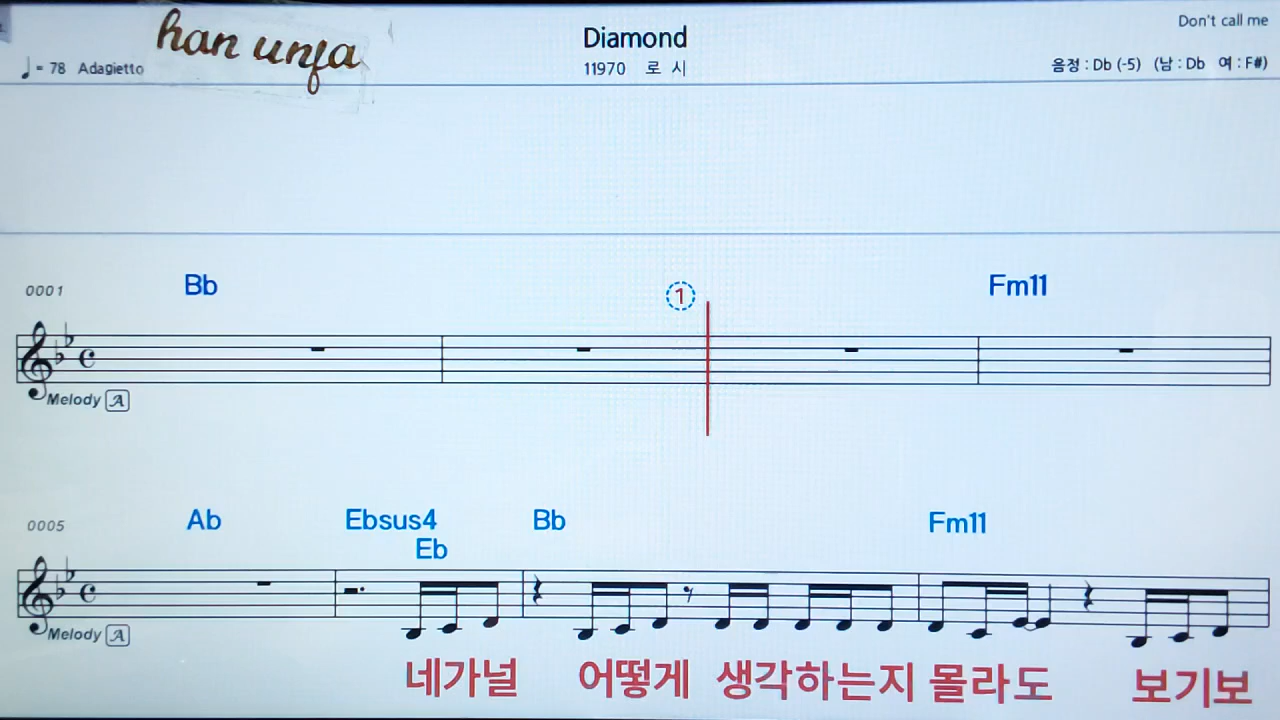 han unfa
Diamond
Don't call me
= 78 Adagietto
11970 로 시
음정 : Db (-5) (남 : Db 여 : F#)
0001 Bb 1 Fm11
Melody A
0005 Ab Ebsus4 Bb Fm11
Eb
Melody A
네가널 어떻게 생각하는지 몰라도 보기보